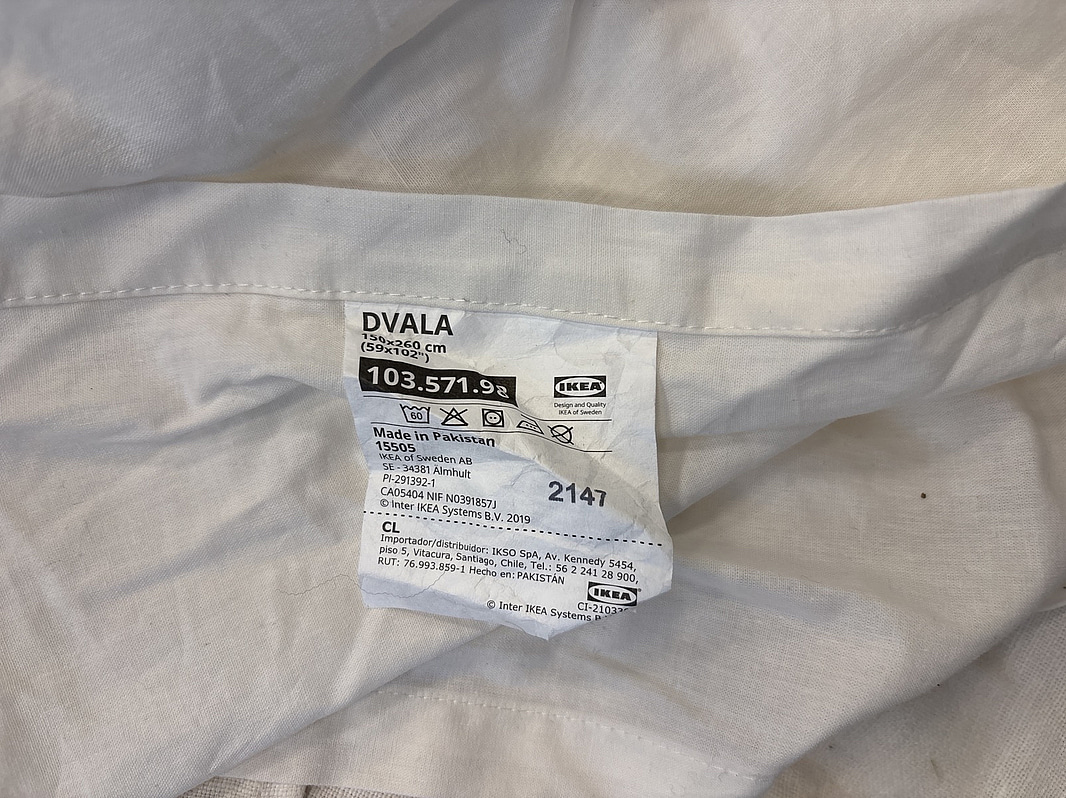 DVALA
150x260 cm
(59x102")
103.571.98
IKEA
Design and Quality
IKEA of Sweden
60
Made in Pakistan
15505
IKEA of Sweden AB
SE - 34381 Älmhult
PI-291392-1
CA05404 NIF N0391857J
© Inter IKEA Systems B.V. 2019
2147
CL
Importador/distribuidor: IKSO SpA, Av. Kennedy 5454,
piso 5, Vitacura, Santiago, Chile, Tel.: 56 2 241 28 900,
RUT: 76.993.859-1 Hecho en: PAKISTÁN
IKEA
© Inter IKEA Systems